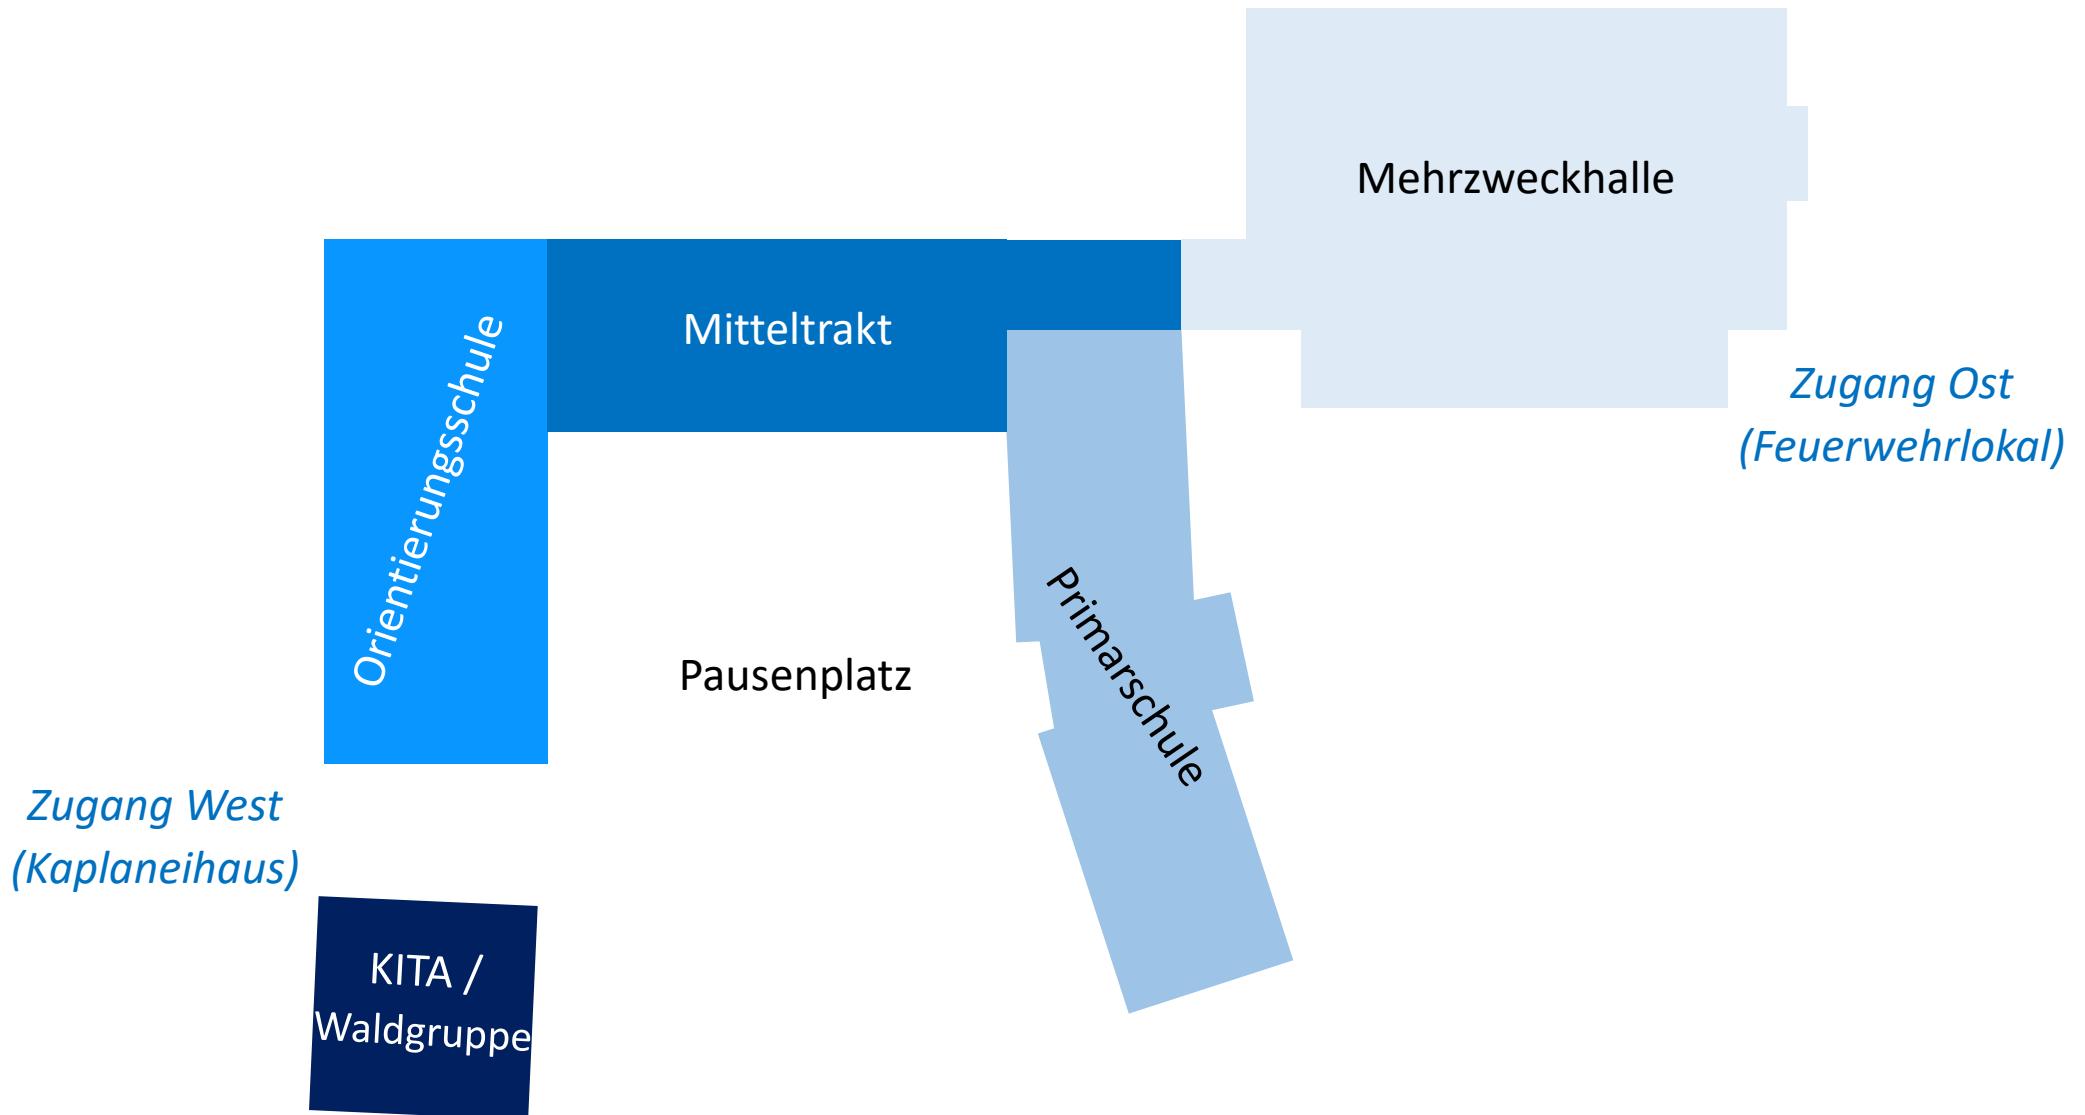 Mehrzweckhalle
Mitteltrakt
Orientierungsschule
Zugang Ost
(Feuerwehrlokal)
Primarschule
Pausenplatz
Zugang West
(Kaplaneihaus)
KITA /
Waldgruppe